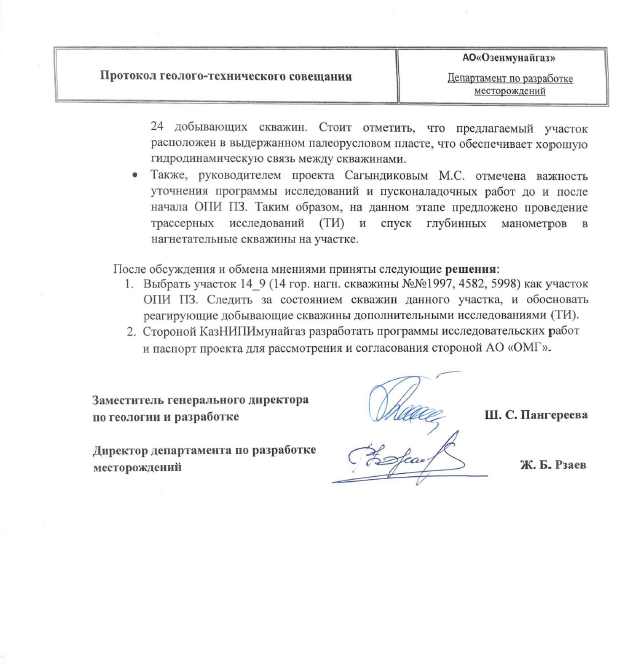 Протокол геолого-технического совещания
АО«Озенмунайгаз»
Департамент по разработке
месторождений
24 добывающих скважин. Стоит отметить, что предлагаемый участок
расположен в выдержанном палеорусловом пласте, что обеспечивает хорошую
гидродинамическую связь между скважинами.
• Также, руководителем проекта Сагындиковым М.С. отмечена важность
уточнения программы исследований и пусконаладочных работ до и после
начала ОПИ ПЗ. Таким образом, на данном этапе предложено проведение
трассерных исследований (ТИ) и спуск глубинных манометров в
нагнетательные скважины на участке.
После обсуждения и обмена мнениями приняты следующие решения:
1. Выбрать участок 14_9 (14 гор. нагн. скважины №№1997, 4582, 5998) как участок
ОПИ ПЗ. Следить за состоянием скважин данного участка, и обосновать
реагирующие добывающие скважины дополнительными исследованиями (ТИ).
2. Стороной КазНИПИмунайгаз разработать программы исследовательских работ
и паспорт проекта для рассмотрения и согласования стороной АО «ОМГ».
Заместитель генерального директора
по геологии и разработке
Ш. С. Пангереева
Директор департамента по разработке
месторождений
Ж. Б. Рзаев